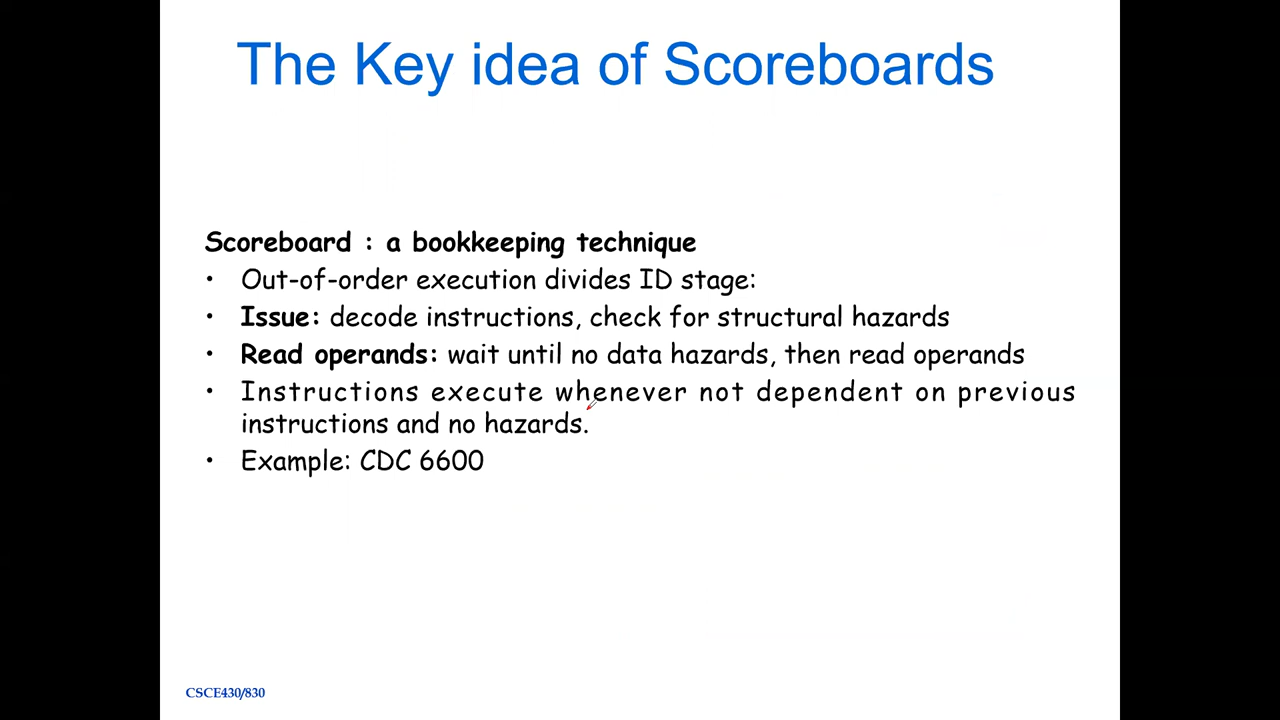 The Key idea of Scoreboards
Scoreboard : a bookkeeping technique
• Out-of-order execution divides ID stage:
• Issue: decode instructions, check for structural hazards
• Read operands: wait until no data hazards, then read operands
• Instructions execute whenever not dependent on previous
instructions and no hazards.
• Example: CDC 6600
CSCE430/830